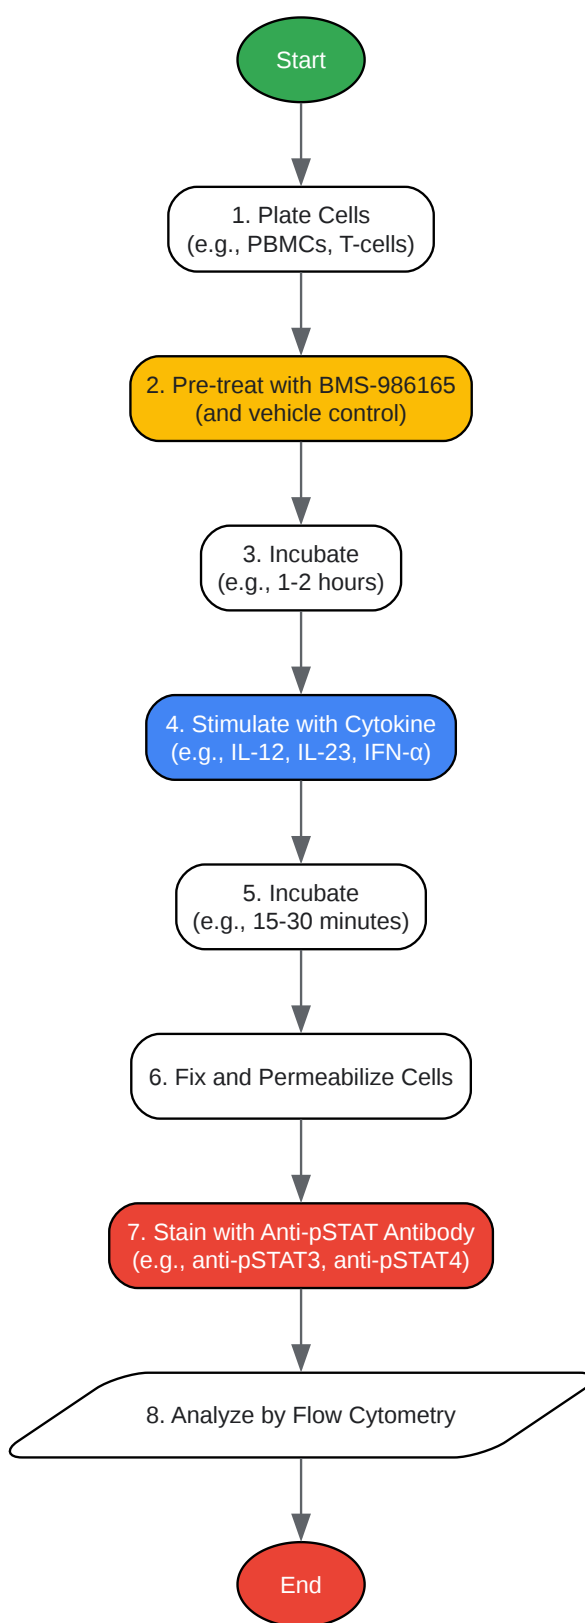 Start
1. Plate Cells
(e.g., PBMCs, T-cells)
2. Pre-treat with BMS-986165
(and vehicle control)
3. Incubate
(e.g., 1-2 hours)
4. Stimulate with Cytokine
(e.g., IL-12, IL-23, IFN-α)
5. Incubate
(e.g., 15-30 minutes)
6. Fix and Permeabilize Cells
7. Stain with Anti-pSTAT Antibody
(e.g., anti-pSTAT3, anti-pSTAT4)
8. Analyze by Flow Cytometry
End